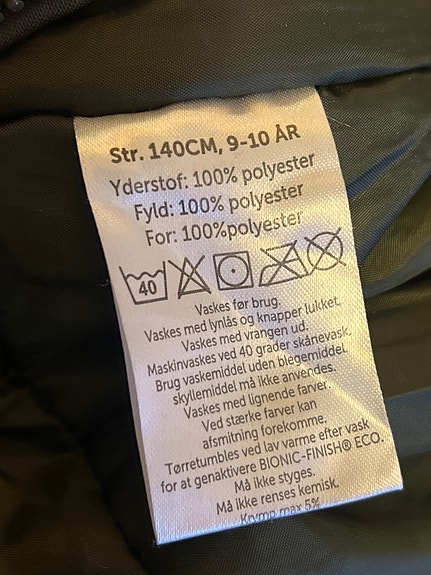 Str. 140CM, 9-10 ÅR
Yderstof: 100% polyester
Fyld: 100% polyester
For: 100%polyester
40
Vaskes før brug.
Vaskes med lynlås og knapper lukket.
Vaskes med vrangen ud.
Maskinvaskes ved 40 grader skånevask.
Brug vaskemiddel uden blegemiddel.
skyllemiddel må ikke anvendes.
Vaskes med lignende farver.
Ved stærke farver kan
afsmitning forekomme.
Tørretumbles ved lav varme efter vask
for at genaktivere BIONIC-FINISH® ECO.
Må ikke styges.
Må ikke renses kemisk.
Krymp max 5%